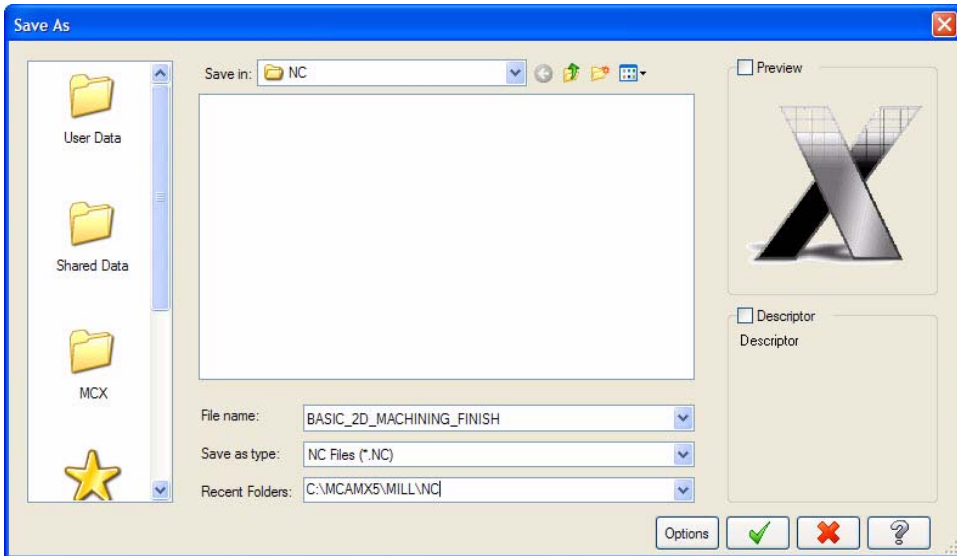 Save As
User Data
Shared Data
MCX
Save in: NC
File name: BASIC_2D_MACHINING_FINISH
Save as type: NC Files (*.NC)
Recent Folders: C:\MCAMX5\MILL\NC
Preview
Descriptor
Descriptor
Options